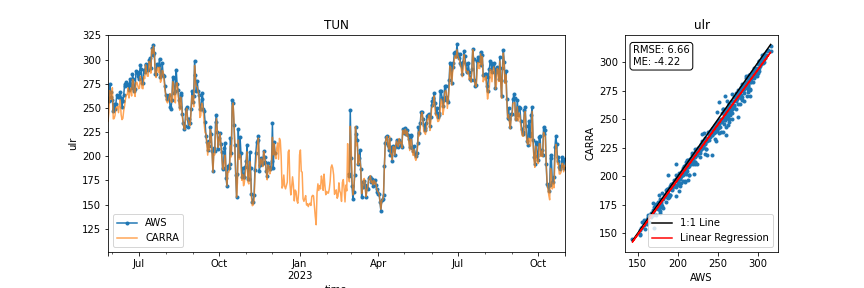 TUN
ulr
325
300
275
250
225
200
175
150
125
ulr
AWS
CARRA
Jul
Oct
Jan
2023
Apr
Jul
Oct
time
ulr
RMSE: 6.66
ME: -4.22
300
275
250
225
200
175
150
CARRA
1:1 Line
Linear Regression
150
200
250
300
AWS